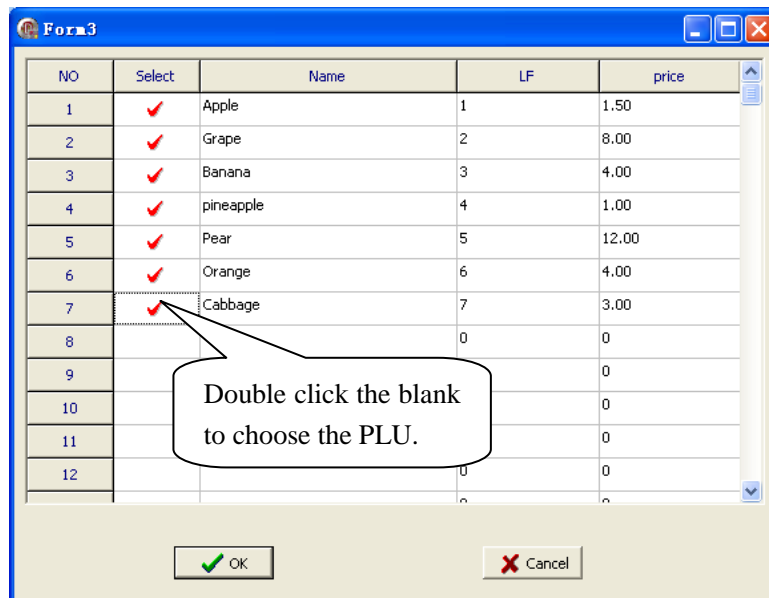 Form3
NO Select Name LF price
1 Apple 1 1.50
2 Grape 2 8.00
3 Banana 3 4.00
4 pineapple 4 1.00
5 Pear 5 12.00
6 Orange 6 4.00
7 Cabbage 7 3.00
8 0 0
9 0
10 0
11 0
12 0 0
Double click the blank
to choose the PLU.
OK Cancel